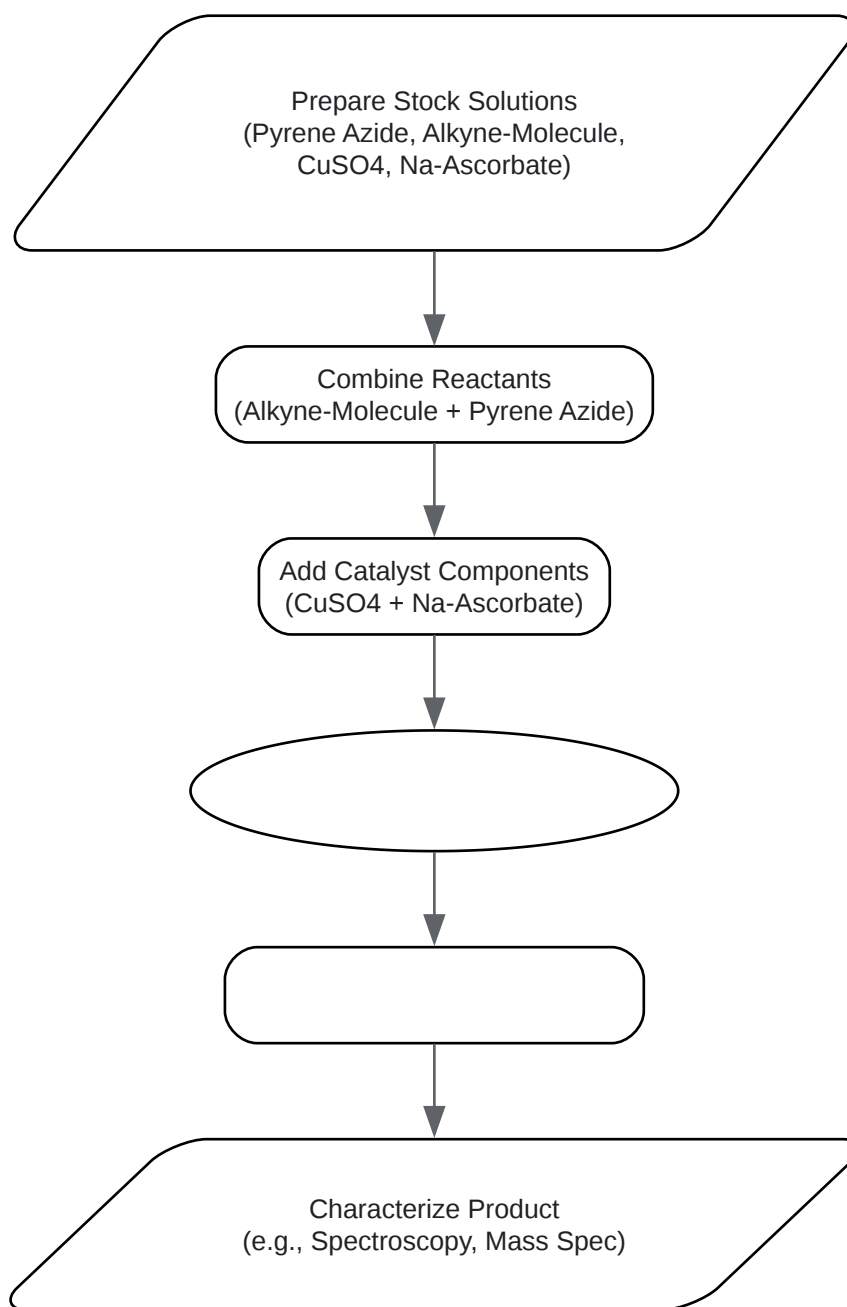 Prepare Stock Solutions
(Pyrene Azide, Alkyne-Molecule,
CuSO4, Na-Ascorbate)
Combine Reactants
(Alkyne-Molecule + Pyrene Azide)
Add Catalyst Components
(CuSO4 + Na-Ascorbate)
Characterize Product
(e.g., Spectroscopy, Mass Spec)